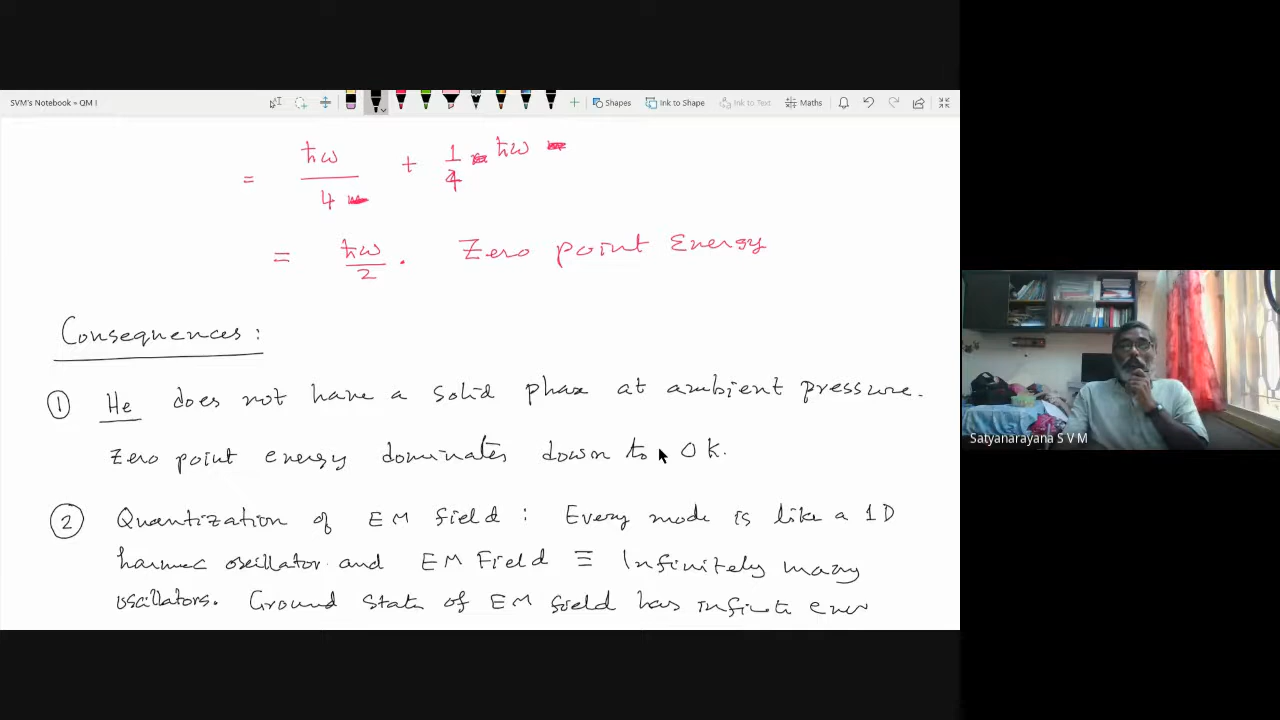 SVM's Notebook » QM I
Shapes Ink to Shape Ink to Text Maths
= ħω/4 + 1/4 ħω
= ħω/2 . Zero point Energy
Consequences :
① He does not have a solid phase at ambient pressure.
Zero point energy dominates down to 0 K.
② Quantization of EM field : Every mode is like a 1D
harmec oscillator and EM Field ≡ Infinitely many
oscillators. Ground state of EM field has infinite ener
Satyanarayana S V M